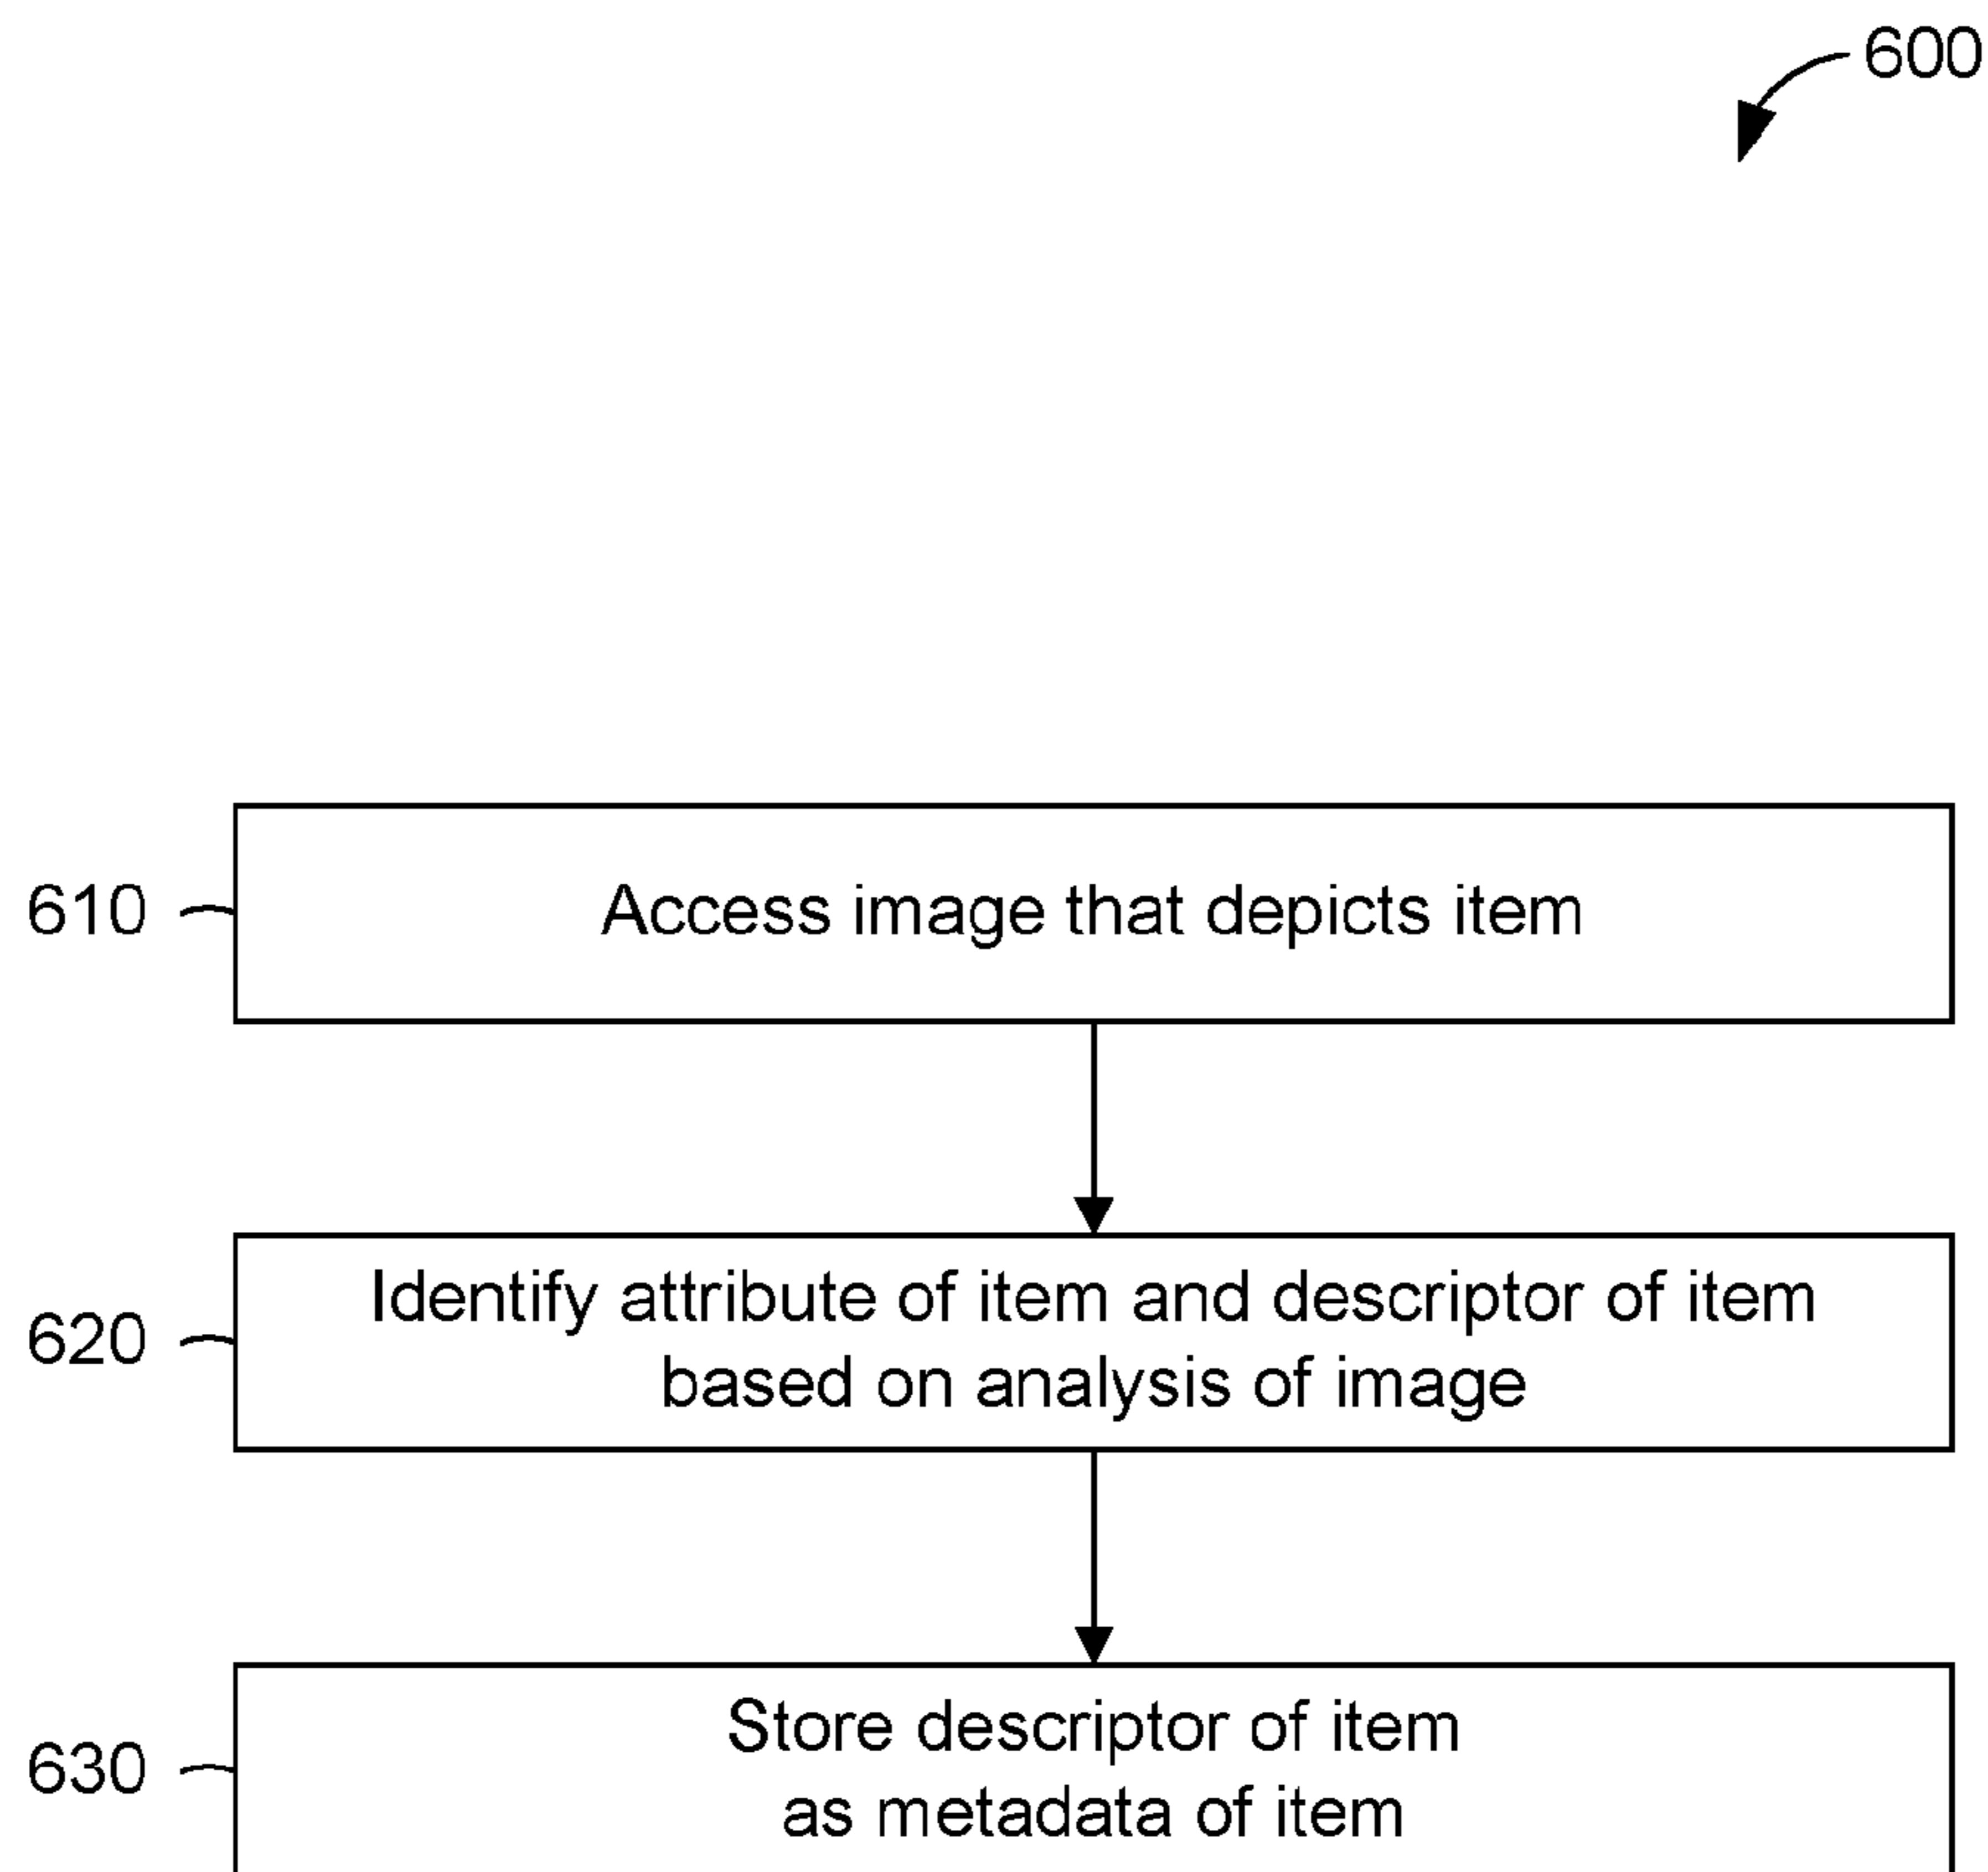 600
610
Access image that depicts item
620
Identify attribute of item and descriptor of item
based on analysis of image
630
Store descriptor of item
as metadata of item